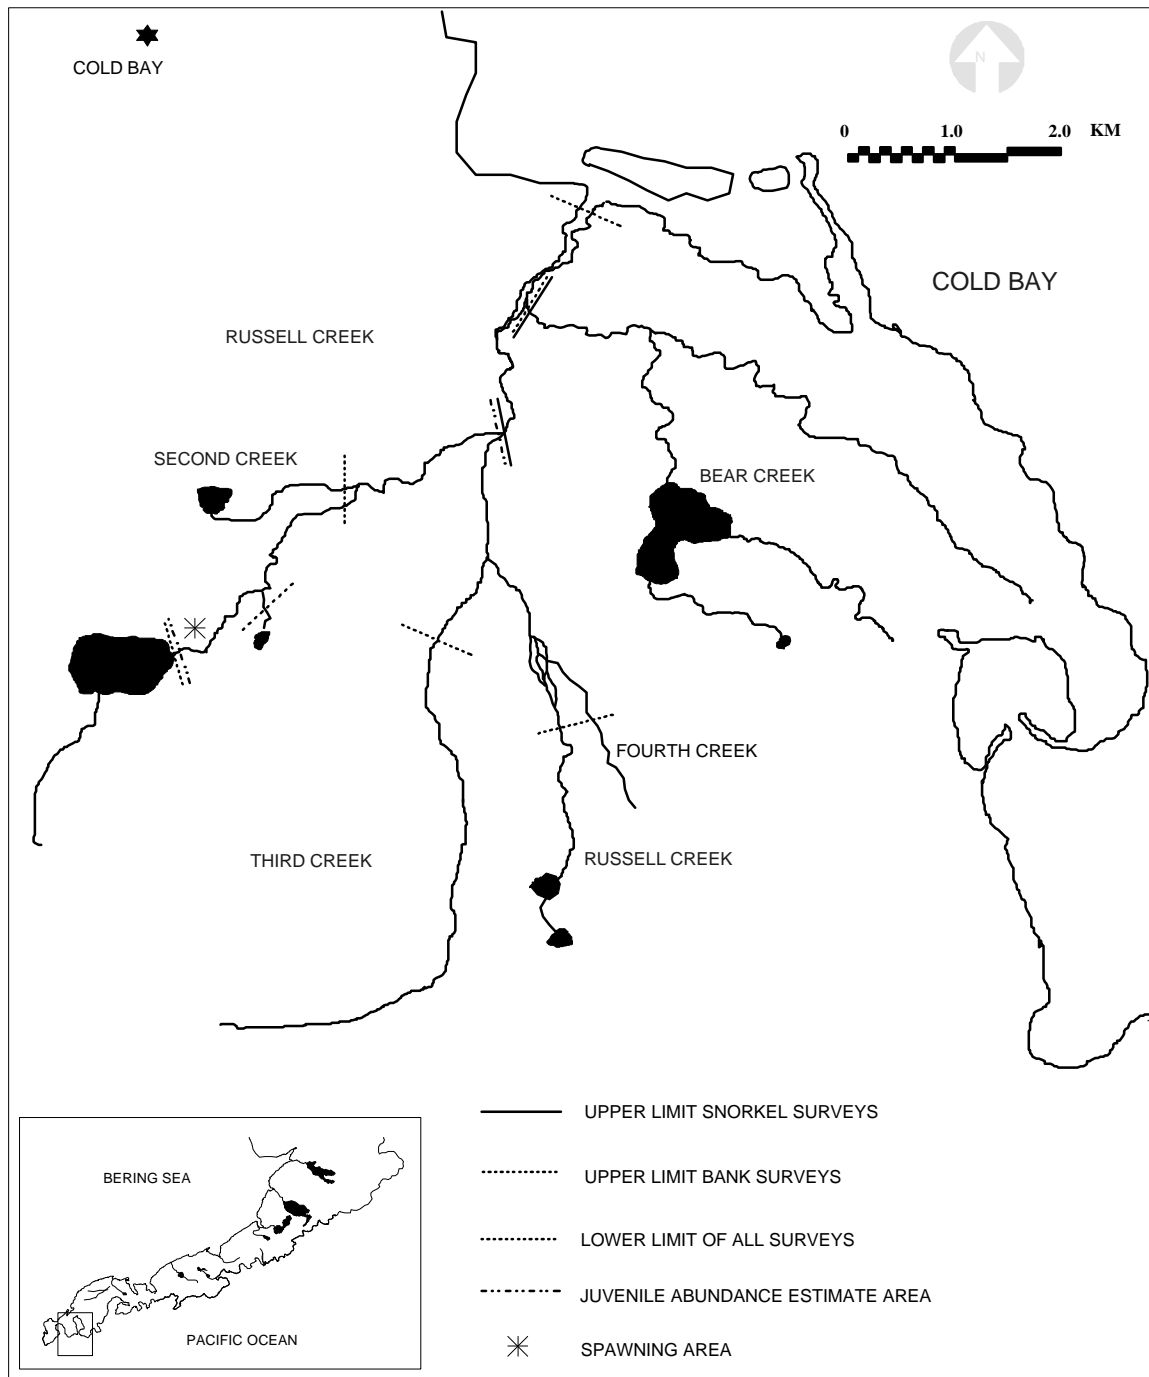 COLD BAY
N
0 1.0 2.0 KM
COLD BAY
RUSSELL CREEK
SECOND CREEK
BEAR CREEK
FOURTH CREEK
THIRD CREEK
RUSSELL CREEK
UPPER LIMIT SNORKEL SURVEYS
UPPER LIMIT BANK SURVEYS
LOWER LIMIT OF ALL SURVEYS
JUVENILE ABUNDANCE ESTIMATE AREA
SPAWNING AREA
BERING SEA
PACIFIC OCEAN